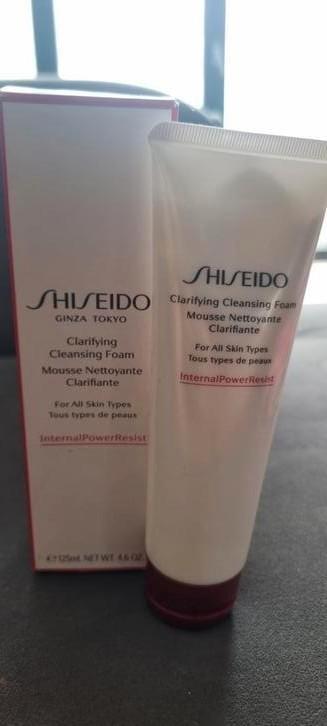 SHISEIDO
GINZA TOKYO
Clarifying
Cleansing Foam
Mousse Nettoyante
Clarifiante
For All Skin Types
Tous types de peaux
InternalPowerResist
125mL NET WT. 4.6 OZ.
SHISEIDO
Clarifying Cleansing Foam
Mousse Nettoyante
Clarifiante
For All Skin Types
Tous types de peaux
InternalPowerResist